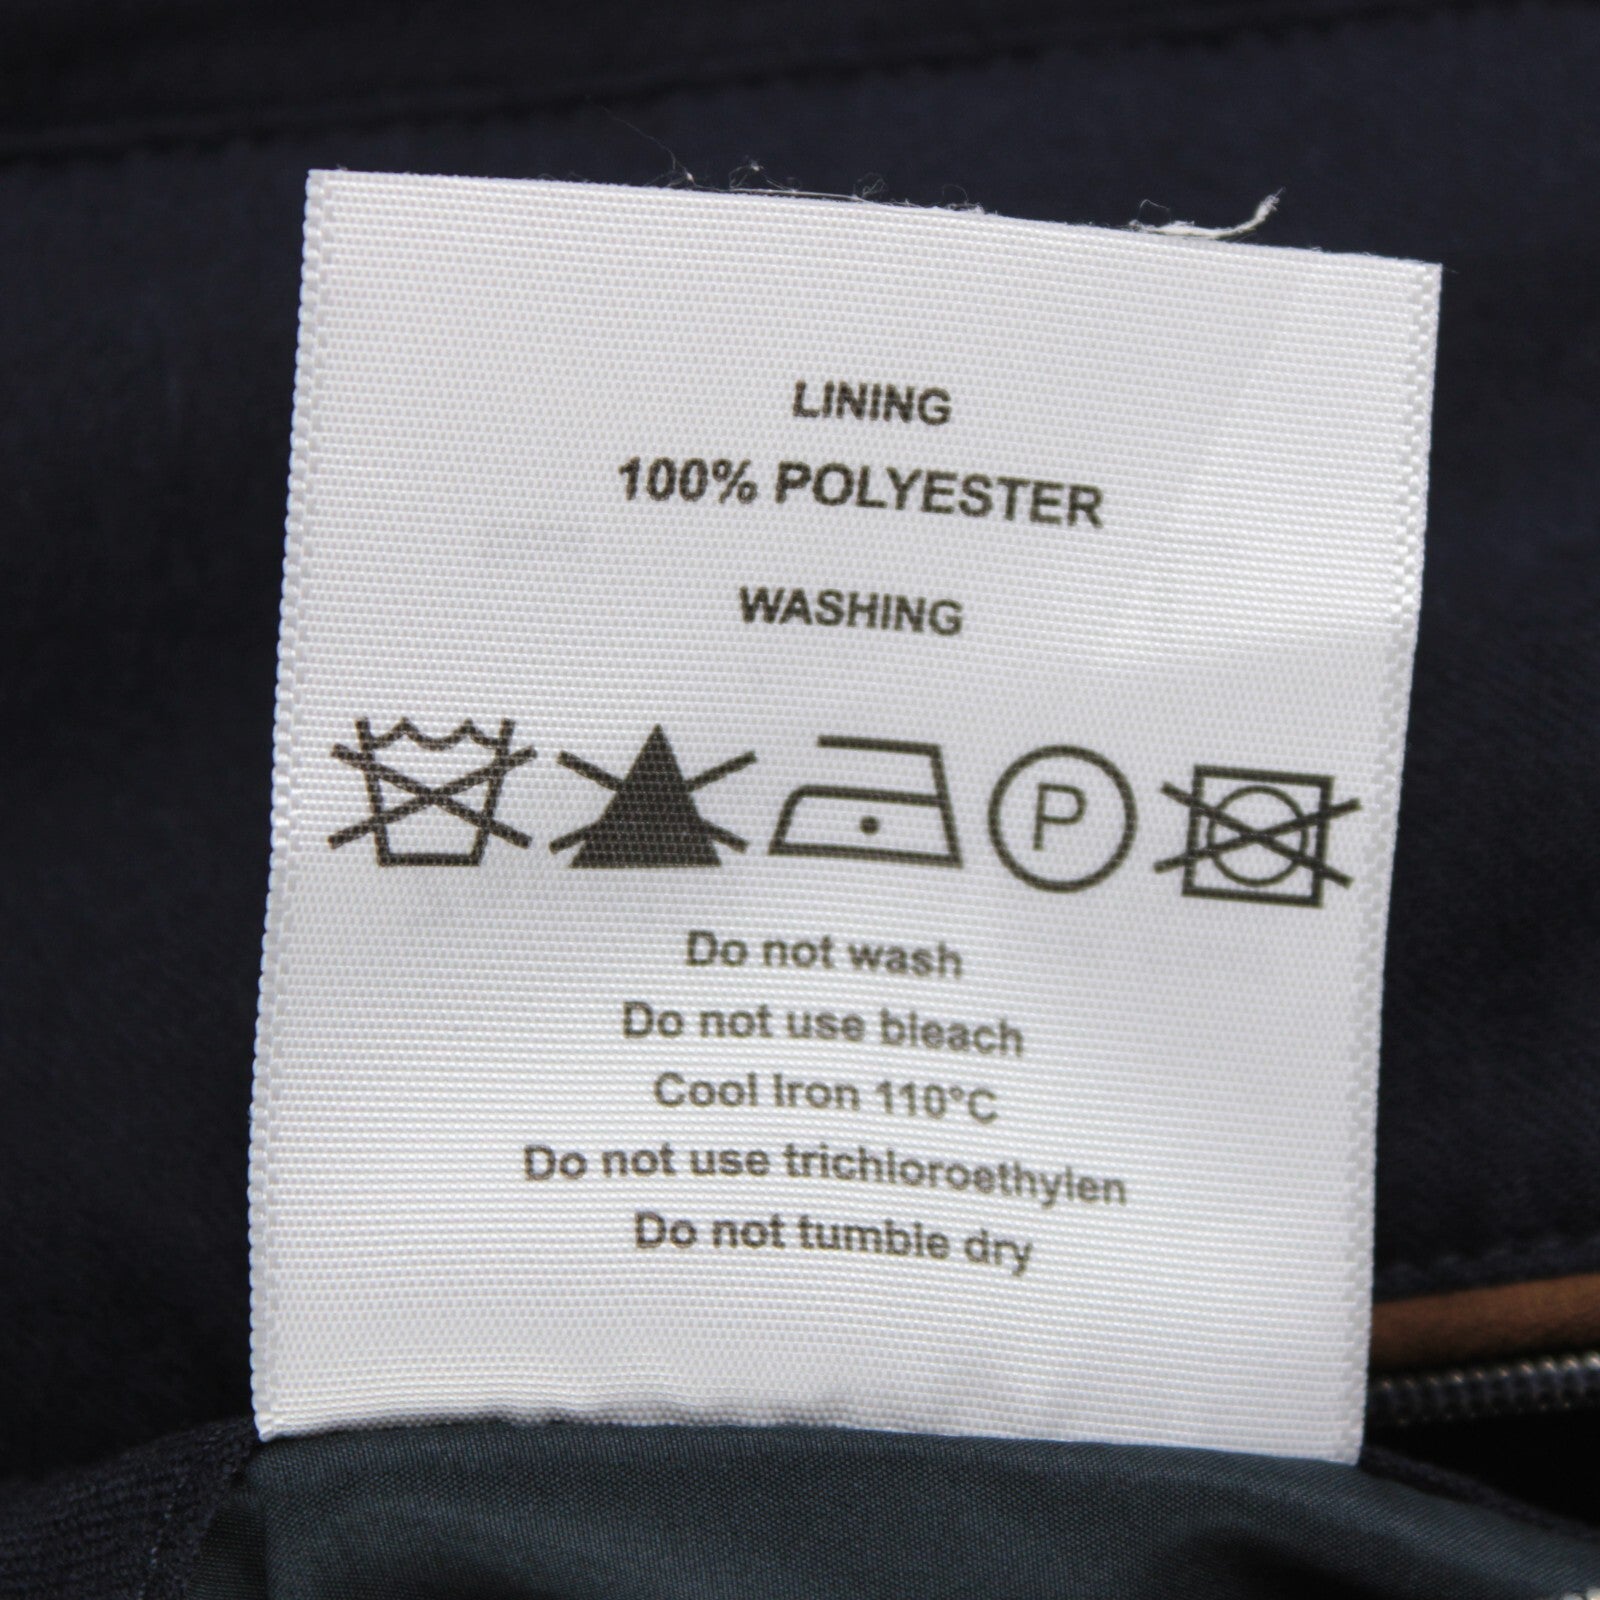 LINING
100% POLYESTER
WASHING
P
Do not wash
Do not use bleach
Cool Iron 110°C
Do not use trichloroethylen
Do not tumble dry